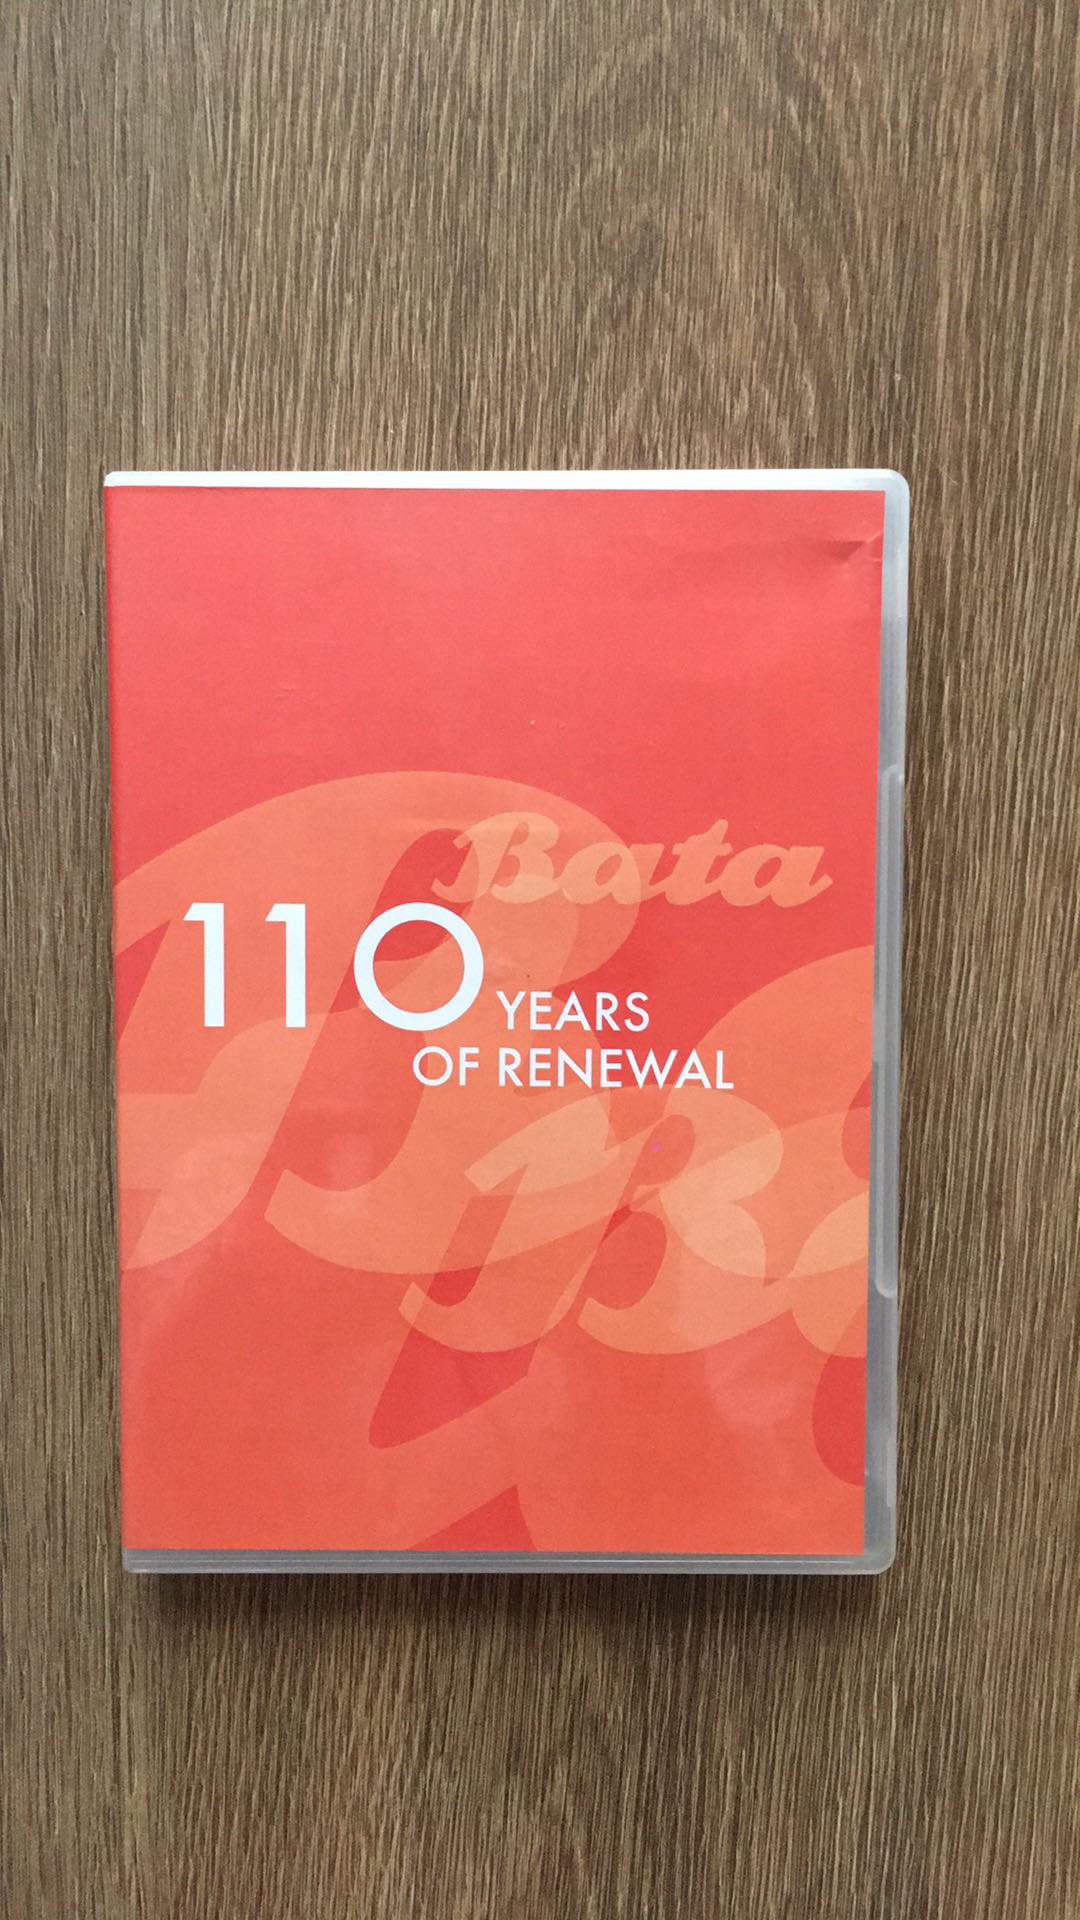 Bata
110 YEARS
OF RENEWAL